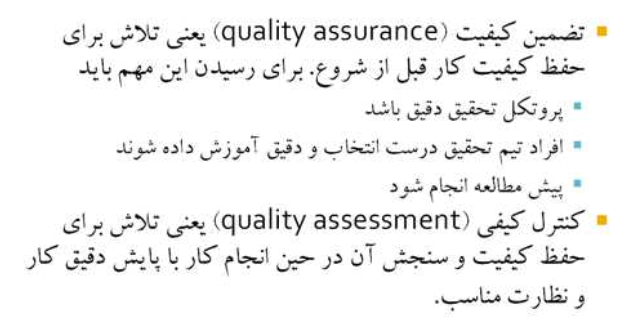 تضمین کیفیت (quality assurance) یعنی تلاش برای
حفظ کیفیت کار قبل از شروع. برای رسیدن این مهم باید
پروتکل تحقیق دقیق باشد
افراد تیم تحقیق درست انتخاب و دقیق آموزش داده شوند
پیش مطالعه انجام شود
کنترل کیفی (quality assessment) یعنی تلاش برای
حفظ کیفیت و سنجش آن در حین انجام کار با پایش دقیق کار
و نظارت مناسب.